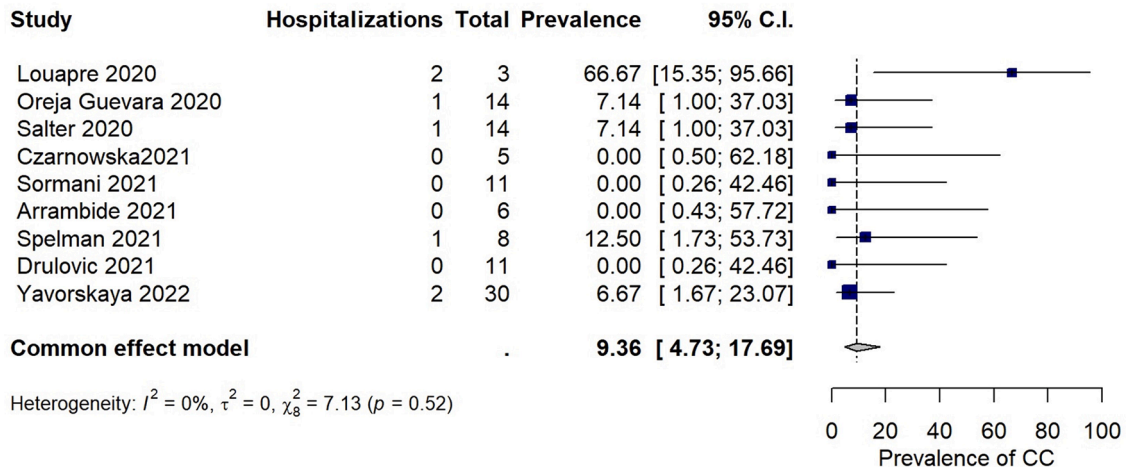 Study Hospitalizations Total Prevalence 95% C.I.
Louapre 2020 2 3 66.67 [15.35; 95.66]
Oreja Guevara 2020 1 14 7.14 [ 1.00; 37.03]
Salter 2020 1 14 7.14 [ 1.00; 37.03]
Czarnowska2021 0 5 0.00 [ 0.50; 62.18]
Sormani 2021 0 11 0.00 [ 0.26; 42.46]
Arrambide 2021 0 6 0.00 [ 0.43; 57.72]
Spelman 2021 1 8 12.50 [ 1.73; 53.73]
Drulovic 2021 0 11 0.00 [ 0.26; 42.46]
Yavorskaya 2022 2 30 6.67 [ 1.67; 23.07]
Common effect model . 9.36 [ 4.73; 17.69]
Heterogeneity: I² = 0%, τ² = 0, χ²₈ = 7.13 (p = 0.52)
0 20 40 60 80 100
Prevalence of CC